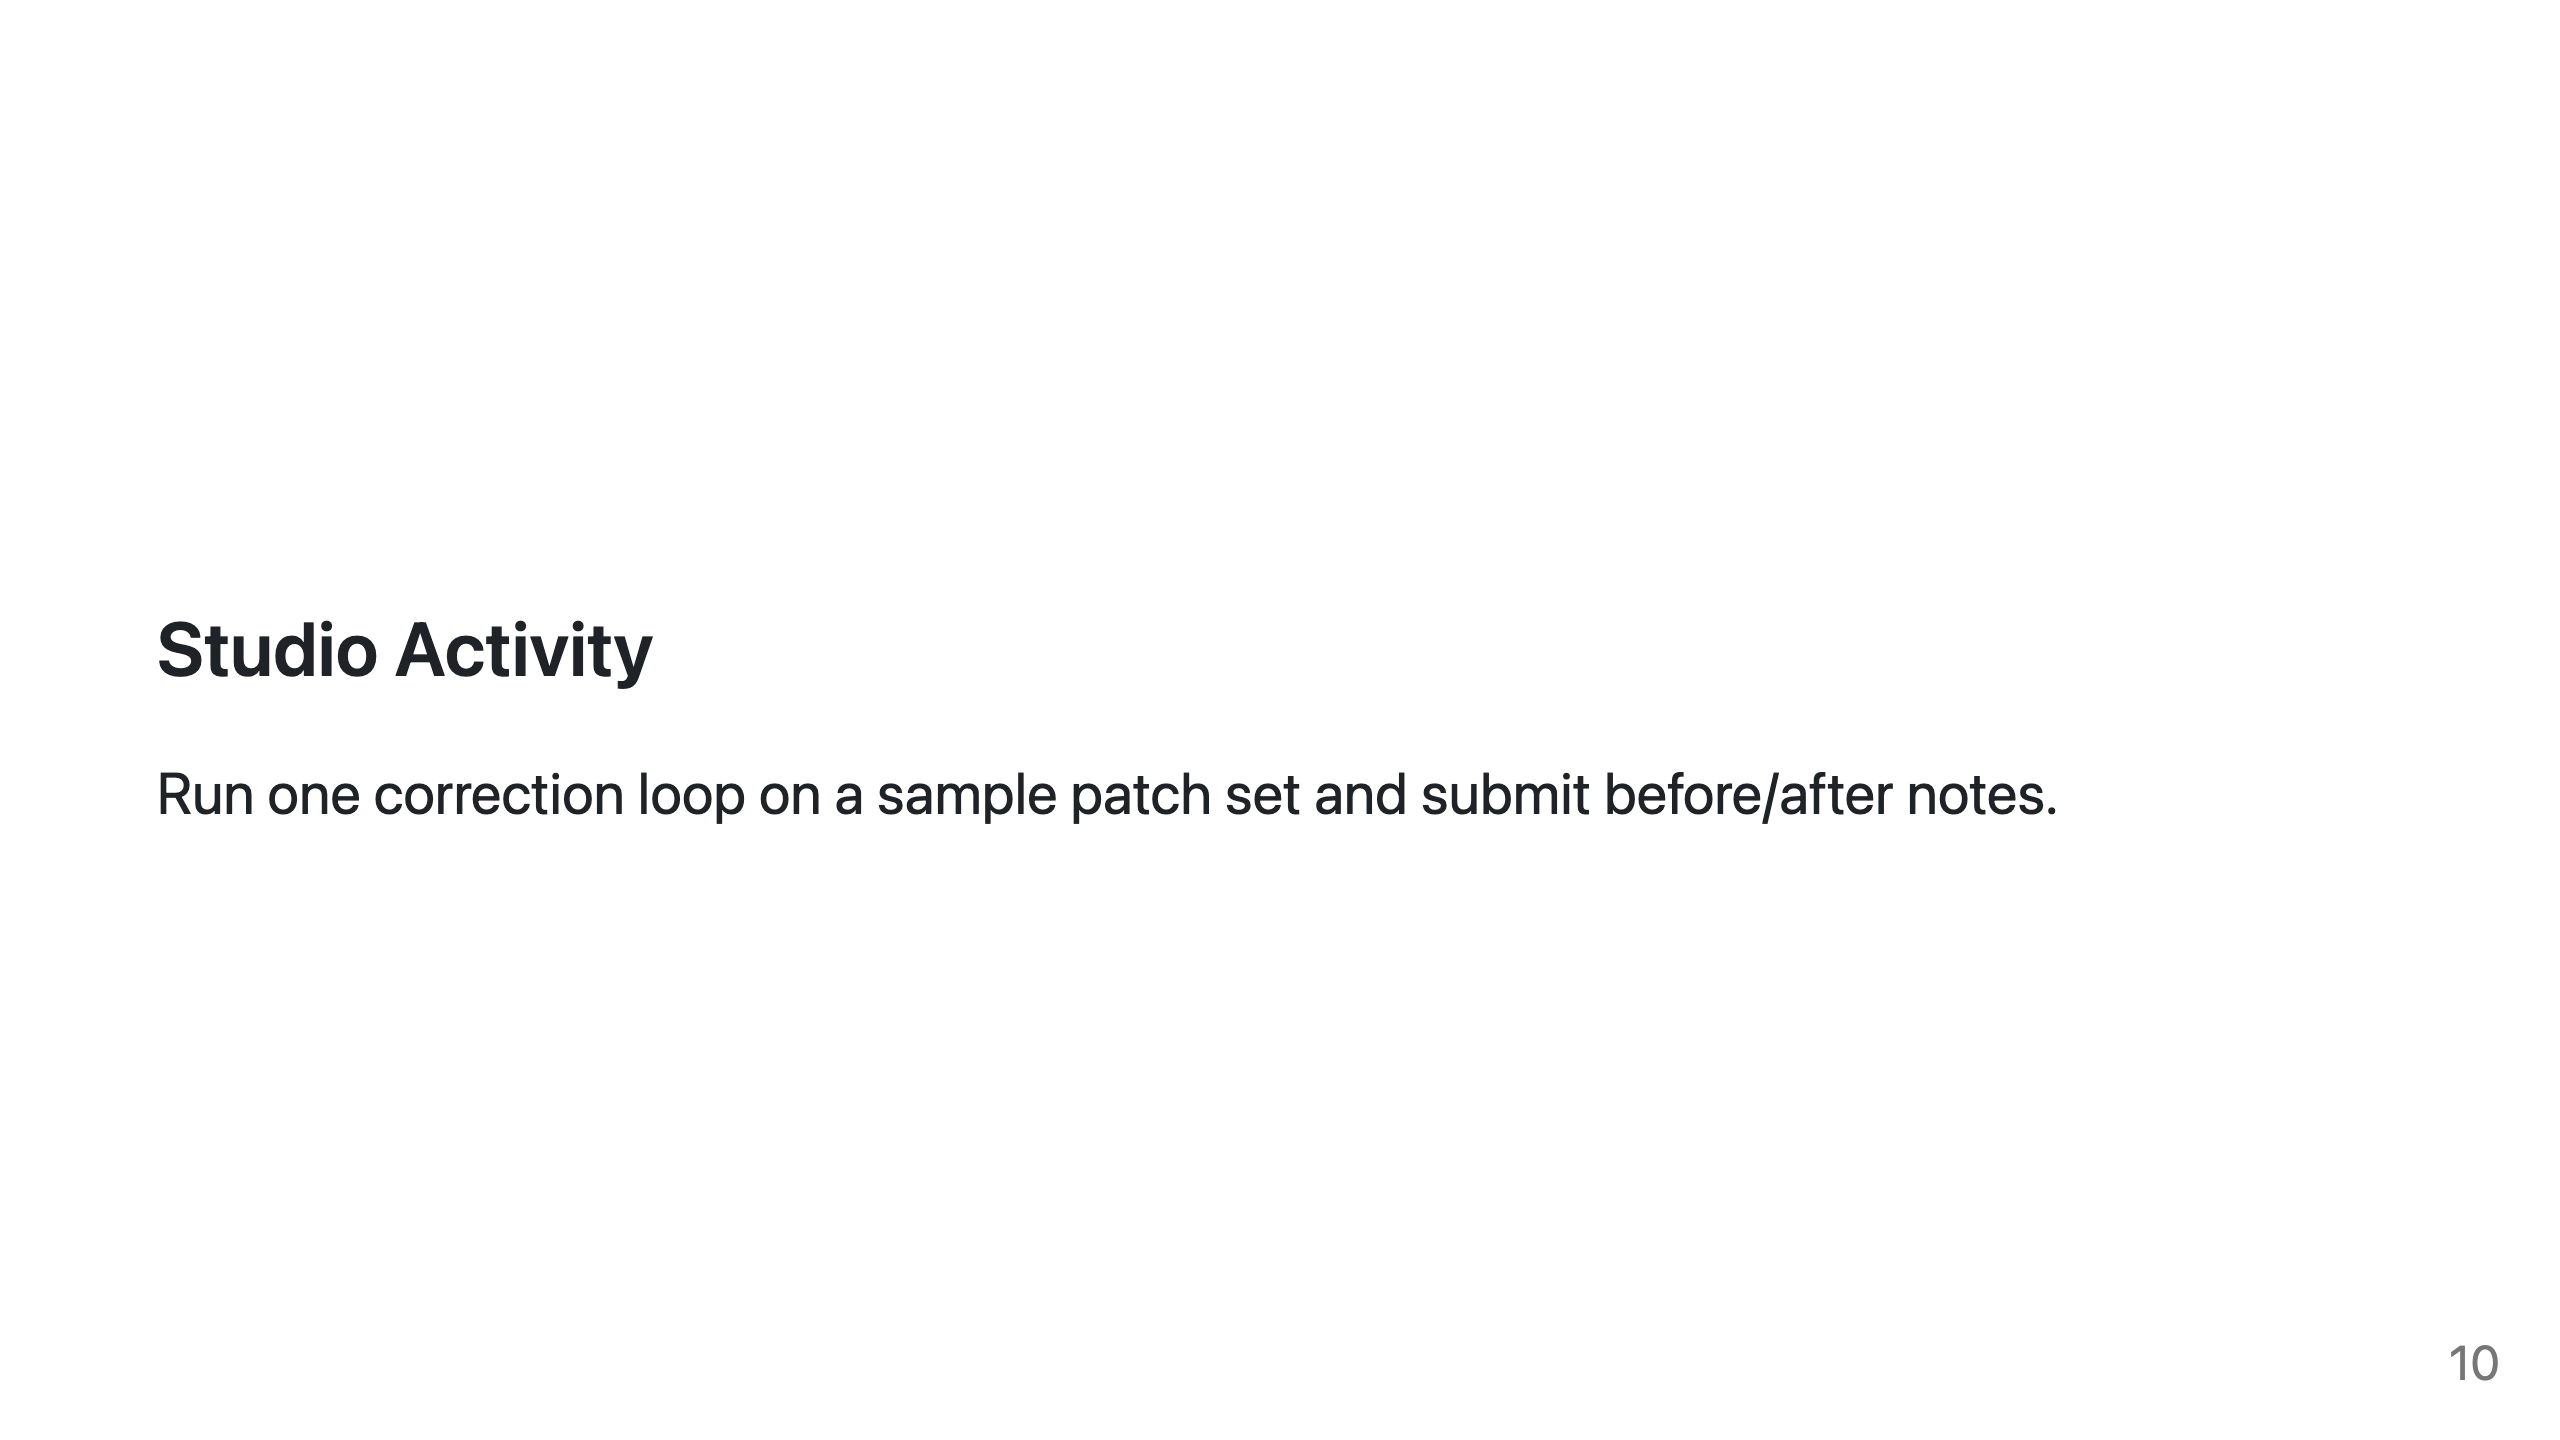 Studio Activity
Run one correction loop on a sample patch set and submit before/after notes.
10